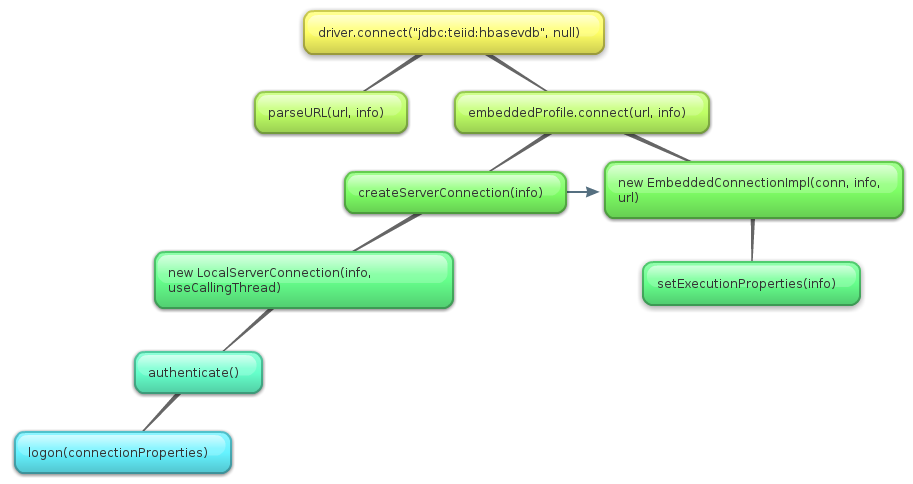 driver.connect("jdbc:teiid:hbasevdb", null)
parseURL(url, info)
embeddedProfile.connect(url, info)
createServerConnection(info)
new EmbeddedConnectionImpl(conn, info,
url)
new LocalServerConnection(info,
useCallingThread)
setExecutionProperties(info)
authenticate()
logon(connectionProperties)